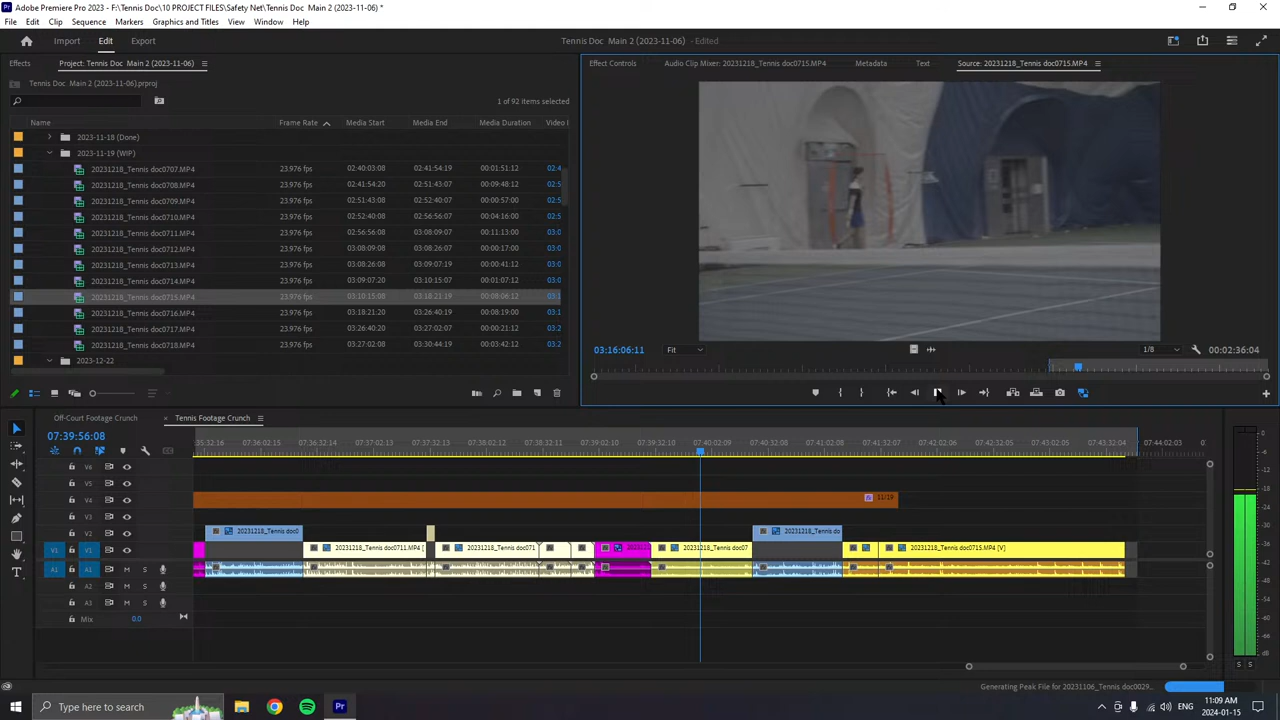 Adobe Premiere Pro 2023 - F:\Tennis Doc\10 PROJECT FILES\Safety Net\Tennis Doc Main 2 (2023-11-06) *
File Edit Clip Sequence Markers Graphics and Titles View Window Help
Import Edit Export Tennis Doc Main 2 (2023-11-06) - Edited
Effects Project: Tennis Doc Main 2 (2023-11-06) Effect Controls Audio Clip Mixer: 20231218_Tennis doc0715.MP4 Metadata Text Source: 20231218_Tennis doc0715.MP4
Tennis Doc Main 2 (2023-11-06).prproj
1 of 92 items selected
Name Frame Rate Media Start Media End Media Duration Video I
2023-11-18 (Done)
2023-11-19 (WIP)
20231218_Tennis doc0707.MP4 23.976 fps 02:40:03:08 02:41:54:19 00:01:51:12 02:4
20231218_Tennis doc0708.MP4 23.976 fps 02:41:54:20 02:51:43:07 00:09:48:12 02:5
20231218_Tennis doc0709.MP4 23.976 fps 02:51:43:08 02:52:40:07 00:00:57:00 02:5
20231218_Tennis doc0710.MP4 23.976 fps 02:52:40:08 02:56:56:07 00:04:16:00 02:5
20231218_Tennis doc0711.MP4 23.976 fps 02:56:56:08 03:08:09:07 00:11:13:00 03:0
20231218_Tennis doc0712.MP4 23.976 fps 03:08:09:08 03:08:26:07 00:00:17:00 03:0
20231218_Tennis doc0713.MP4 23.976 fps 03:08:26:08 03:09:07:19 00:00:41:12 03:0
20231218_Tennis doc0714.MP4 23.976 fps 03:09:07:20 03:10:15:07 00:01:07:12 03:1
20231218_Tennis doc0715.MP4 23.976 fps 03:10:15:08 03:18:21:19 00:08:06:12 03:1
20231218_Tennis doc0716.MP4 23.976 fps 03:18:21:20 03:26:40:19 00:08:19:00 03:2
20231218_Tennis doc0717.MP4 23.976 fps 03:26:40:20 03:27:02:07 00:00:21:12 03:2
20231218_Tennis doc0718.MP4 23.976 fps 03:27:02:08 03:30:44:19 00:03:42:12 03:3
2023-12-22
03:16:06:11 Fit 1/8 00:02:36:04
Off-Court Footage Crunch × Tennis Footage Crunch
07:39:56:08
35:32:16 07:36:02:15 07:36:32:14 07:37:02:13 07:37:32:13 07:38:02:12 07:38:32:11 07:39:02:10 07:39:32:10 07:40:02:09 07:40:32:08 07:41:02:08 07:41:32:07 07:42:02:06 07:42:32:05 07:43:02:05 07:43:32:04 07:44:02:03 07:
V6
V5
V4 11/19
V3
V2 20231218_Tennis doc0 20231218_Tennis do
V1 V1 20231218_Tennis doc0711.MP4 [ 20231218_Tennis doc071 20231218_Tennis doc07 20231218_Tennis doc0715.MP4 [V]
A1 A1 M S
A2 M S
A3 M S
Mix 0.0
0
-6
-12
-18
-24
-30
-36
-42
-48
-54
dB
S S
Generating Peak File for 20231106_Tennis doc0029...
Type here to search ENG 11:09 AM
2024-01-15